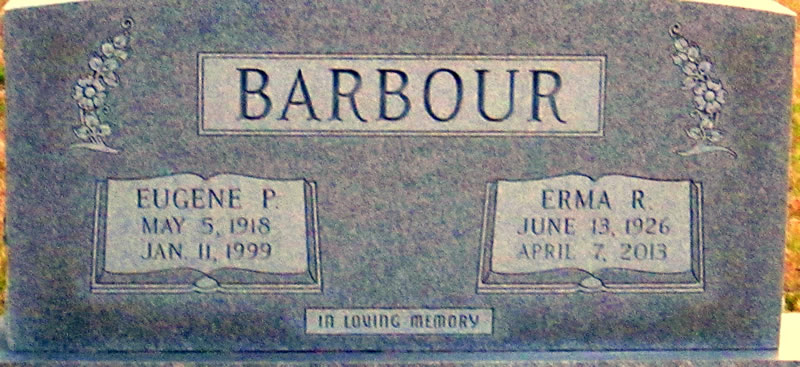 BARBOUR
EUGENE P.
MAY 5, 1918
JAN. 11, 1999
ERMA R.
JUNE 13, 1926
APRIL 7, 2013
IN LOVING MEMORY